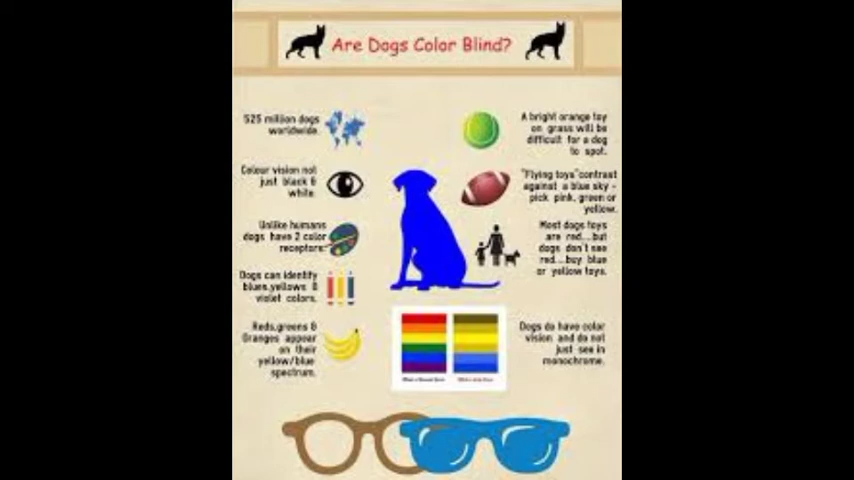 Are Dogs Color Blind?
525 million dogs
worldwide.
Colour vision not
just black &
white.
Unlike humans
dogs have 2 color
receptors.
Dogs can identify
blues,yellows &
violet colors.
Reds,greens &
Oranges appear
on their
yellow/blue
spectrum.
A bright orange toy
on grass will be
difficult for a dog
to spot.
"Flying toys"contrast
against a blue sky -
pick pink, green or
yellow.
Most dogs toys
are red....but
dogs don't see
red....buy blue
or yellow toys.
Dogs do have color
vision and do not
just see in
monochrome.